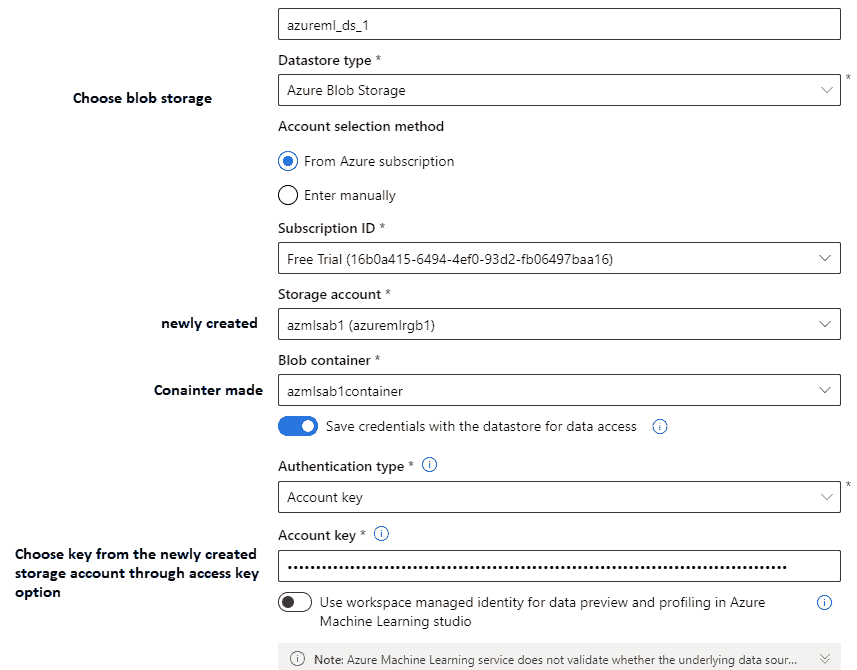 azureml_ds_1
Datastore type *
Choose blob storage
Azure Blob Storage
*
Account selection method
From Azure subscription
Enter manually
Subscription ID *
Free Trial (16b0a415-6494-4ef0-93d2-fb06497baa16)
Storage account *
newly created
azmlsab1 (azuremlrgb1)
Blob container *
Conainter made
azmlsab1container
Save credentials with the datastore for data access
Authentication type *
Account key
*
Account key *
Choose key from the newly created
storage account through access key
option
Use workspace managed identity for data preview and profiling in Azure
Machine Learning studio
Note: Azure Machine Learning service does not validate whether the underlying data sour...